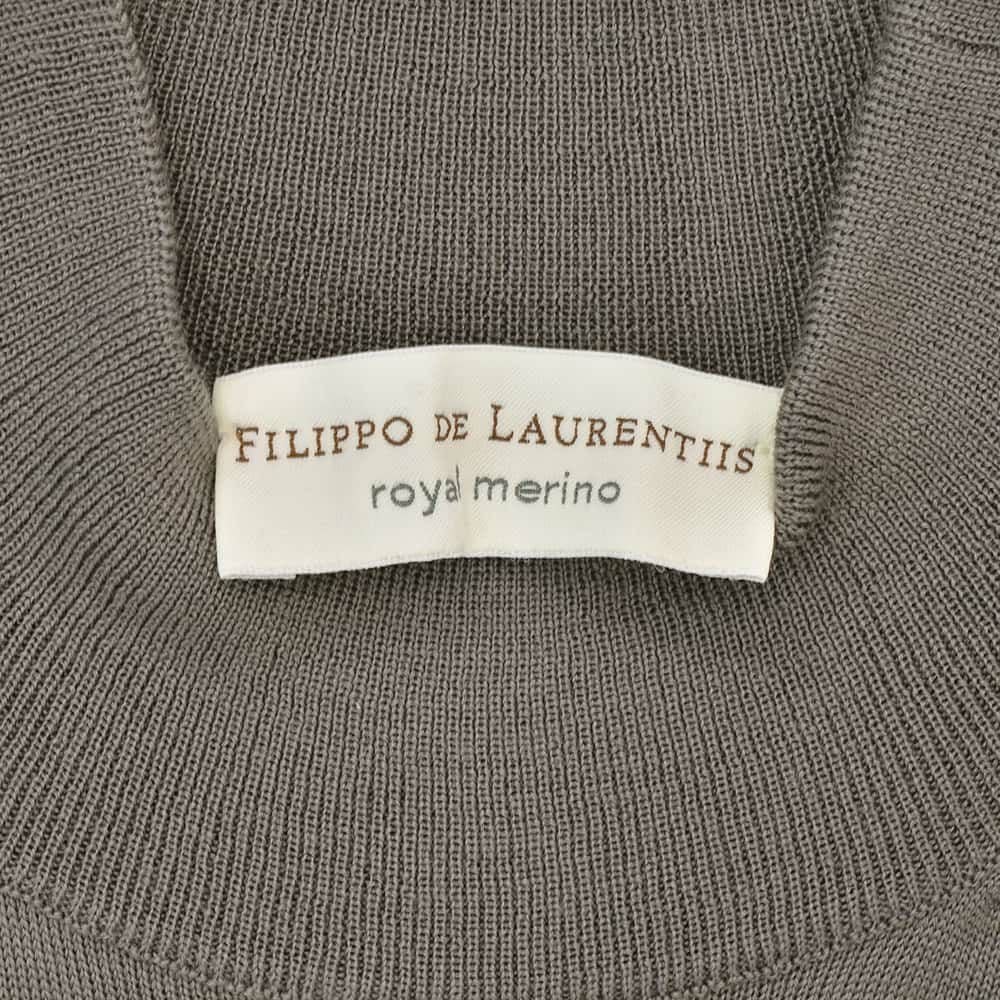 FILIPPO DE LAURENTIIS
royal merino